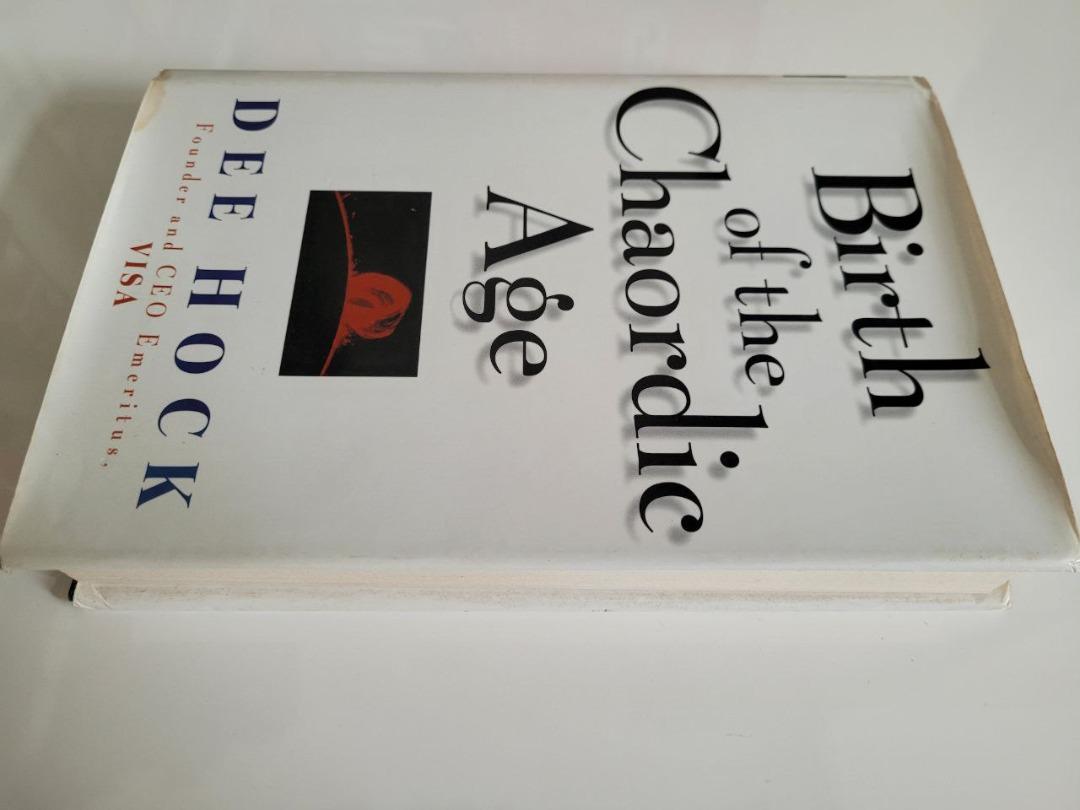 Birth
of the
Chaordic
Age
DEE HOCK
Founder and CEO Emeritus,
VISA